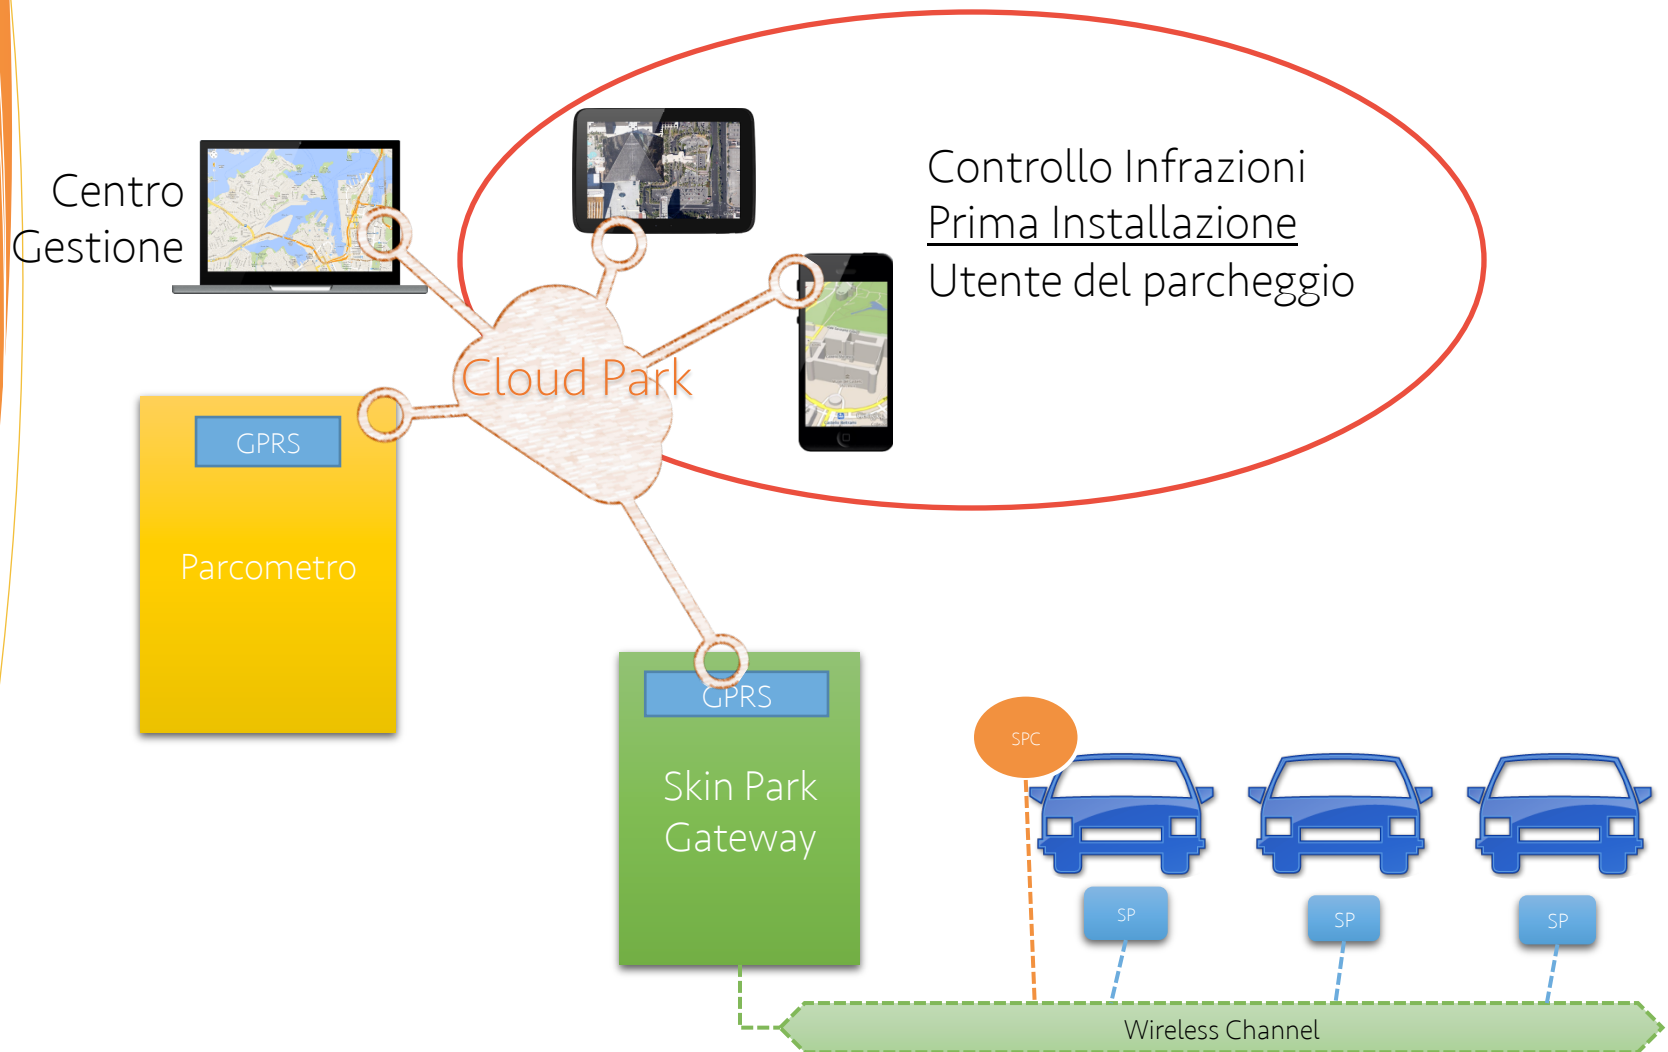 Centro
Gestione
Controllo Infrazioni
Prima Installazione
Utente del parcheggio
Cloud Park
GPRS
Parcometro
GPRS
Skin Park
Gateway
SPC
SP
SP
SP
Wireless Channel